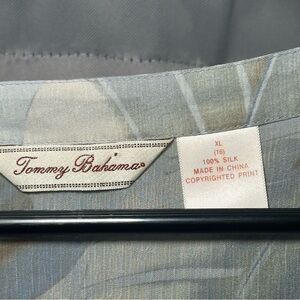 Tommy Bahama®
XL
(16)
100% SILK
MADE IN CHINA
COPYRIGHTED PRINT